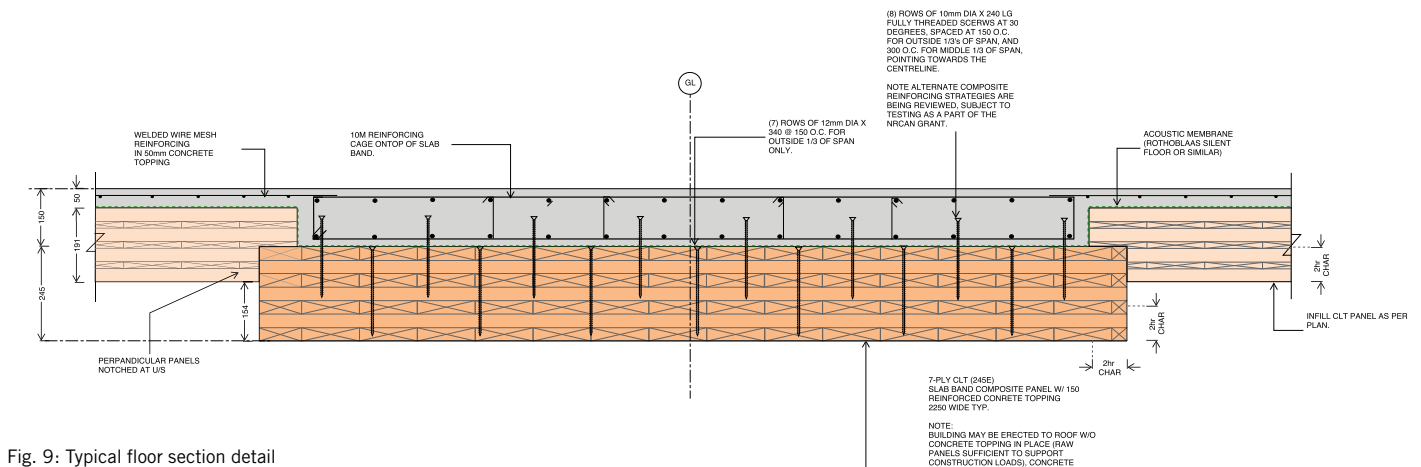 (8) ROWS OF 10mm DIA X 240 LG
FULLY THREADED SCERWS AT 30
DEGREES, SPACED AT 150 O.C.
FOR OUTSIDE 1/3's OF SPAN, AND
300 O.C. FOR MIDDLE 1/3 OF SPAN,
POINTING TOWARDS THE
CENTRELINE.
NOTE ALTERNATE COMPOSITE
REINFORCING STRATEGIES ARE
BEING REVIEWED, SUBJECT TO
TESTING AS A PART OF THE
NRCAN GRANT.
GL
WELDED WIRE MESH
REINFORCING
IN 50mm CONCRETE
TOPPING
10M REINFORCING
CAGE ONTOP OF SLAB
BAND.
(7) ROWS OF 12mm DIA X
340 @ 150 O.C. FOR
OUTSIDE 1/3 OF SPAN
ONLY.
ACOUSTIC MEMBRANE
(ROTHOBLAAS SILENT
FLOOR OR SIMILAR)
150
50
191
245
154
2hr
CHAR
2hr
CHAR
2hr
CHAR
INFILL CLT PANEL AS PER
PLAN.
PERPANDICULAR PANELS
NOTCHED AT U/S
7-PLY CLT (245E)
SLAB BAND COMPOSITE PANEL W/ 150
REINFORCED CONRETE TOPPING
2250 WIDE TYP.
NOTE:
BUILDING MAY BE ERECTED TO ROOF W/O
CONCRETE TOPPING IN PLACE (RAW
PANELS SUFFICIENT TO SUPPORT
CONSTRUCTION LOADS), CONCRETE
Fig. 9: Typical floor section detail